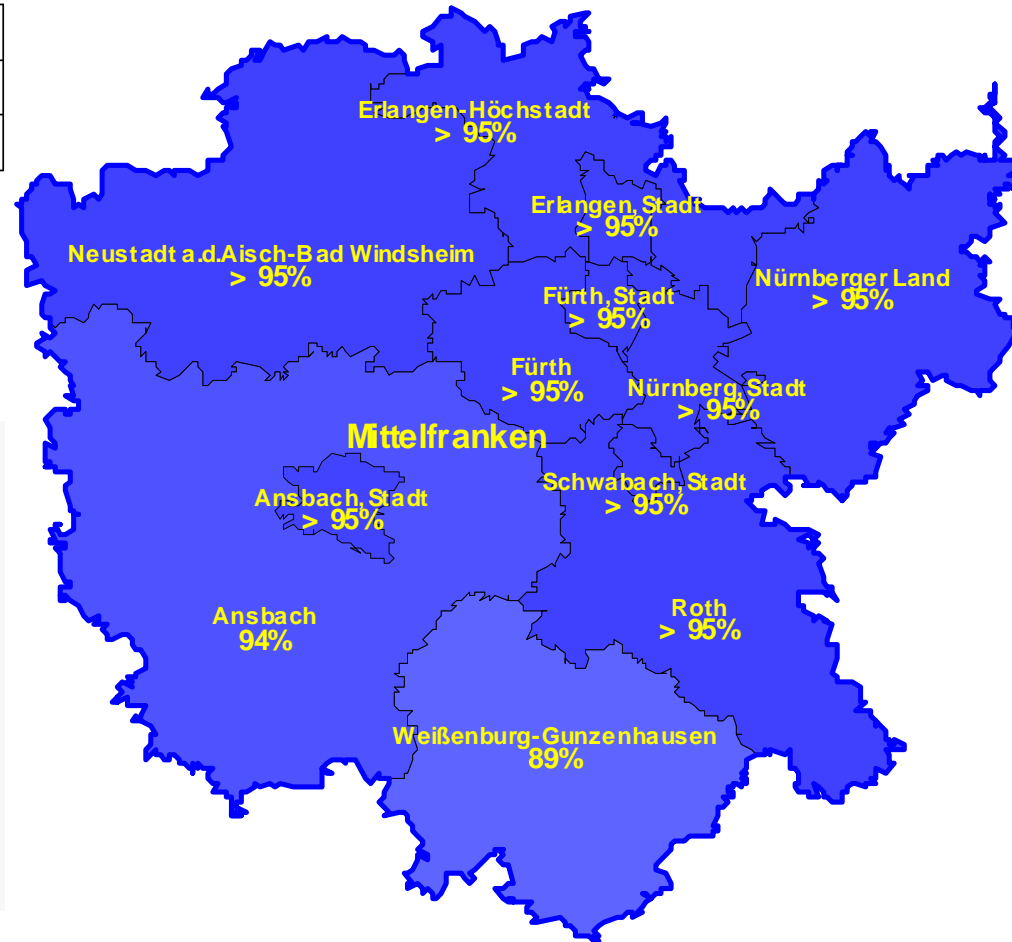 Erlangen-Höchstadt
> 95%
Erlangen, Stadt
> 95%
Neustadt a.d.Aisch-Bad Windsheim
> 95%
Nürnberger Land
> 95%
Fürth, Stadt
> 95%
Fürth
> 95%
Nürnberg, Stadt
> 95%
Mittelfranken
Ansbach, Stadt
> 95%
Schwabach, Stadt
> 95%
Ansbach
94%
Roth
> 95%
Weißenburg-Gunzenhausen
89%